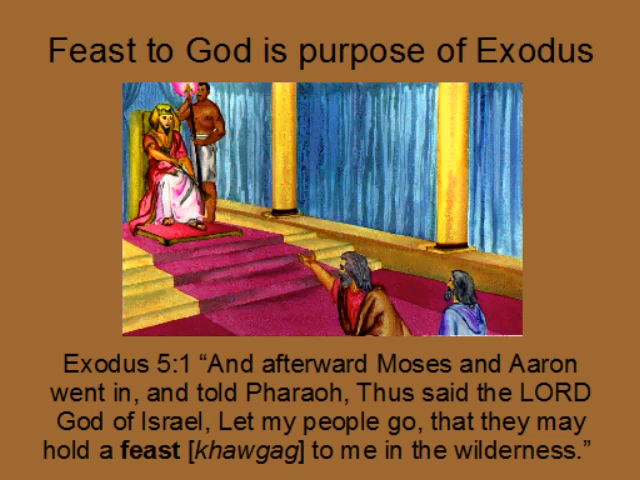 Feast to God is purpose of Exodus
Exodus 5:1 “And afterward Moses and Aaron
went in, and told Pharaoh, Thus said the LORD
God of Israel, Let my people go, that they may
hold a feast [khawgag] to me in the wilderness.”